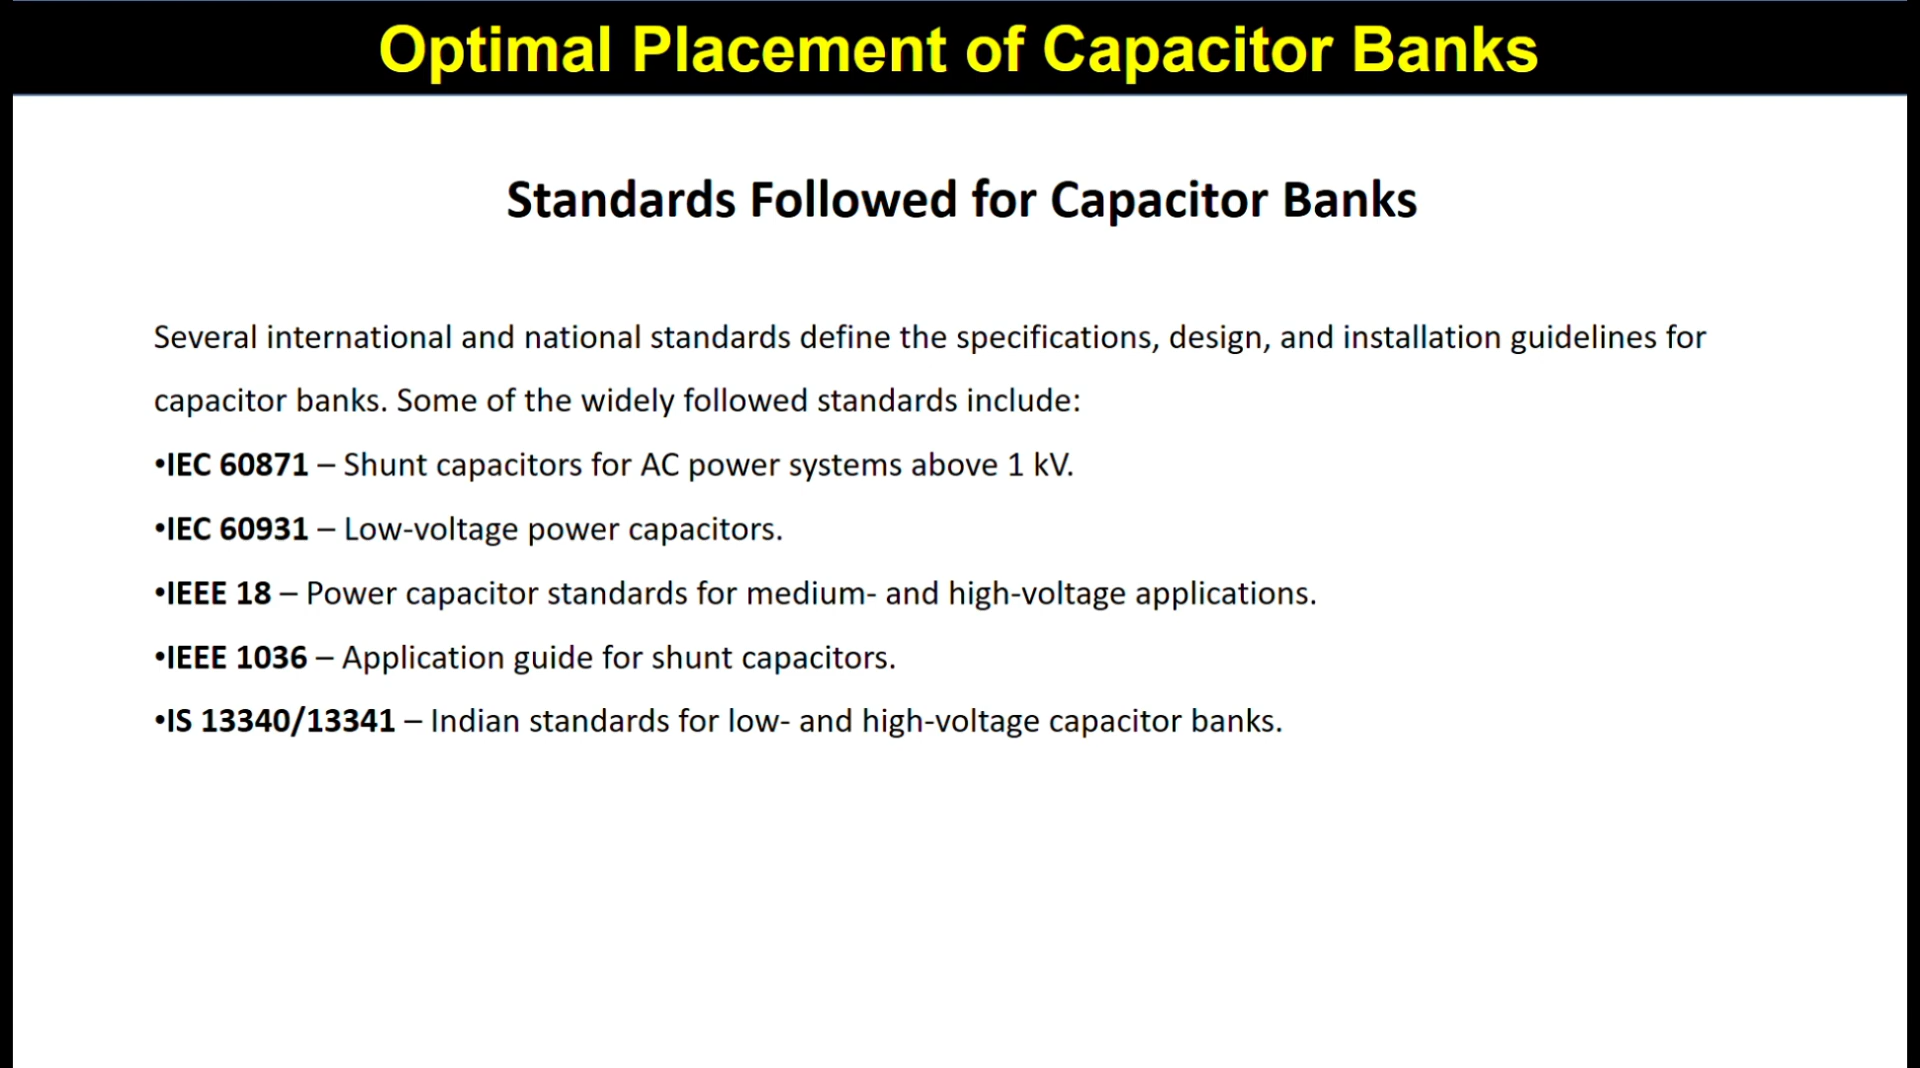 Optimal Placement of Capacitor Banks
Standards Followed for Capacitor Banks
Several international and national standards define the specifications, design, and installation guidelines for
capacitor banks. Some of the widely followed standards include:
•IEC 60871 – Shunt capacitors for AC power systems above 1 kV.
•IEC 60931 – Low-voltage power capacitors.
•IEEE 18 – Power capacitor standards for medium- and high-voltage applications.
•IEEE 1036 – Application guide for shunt capacitors.
•IS 13340/13341 – Indian standards for low- and high-voltage capacitor banks.